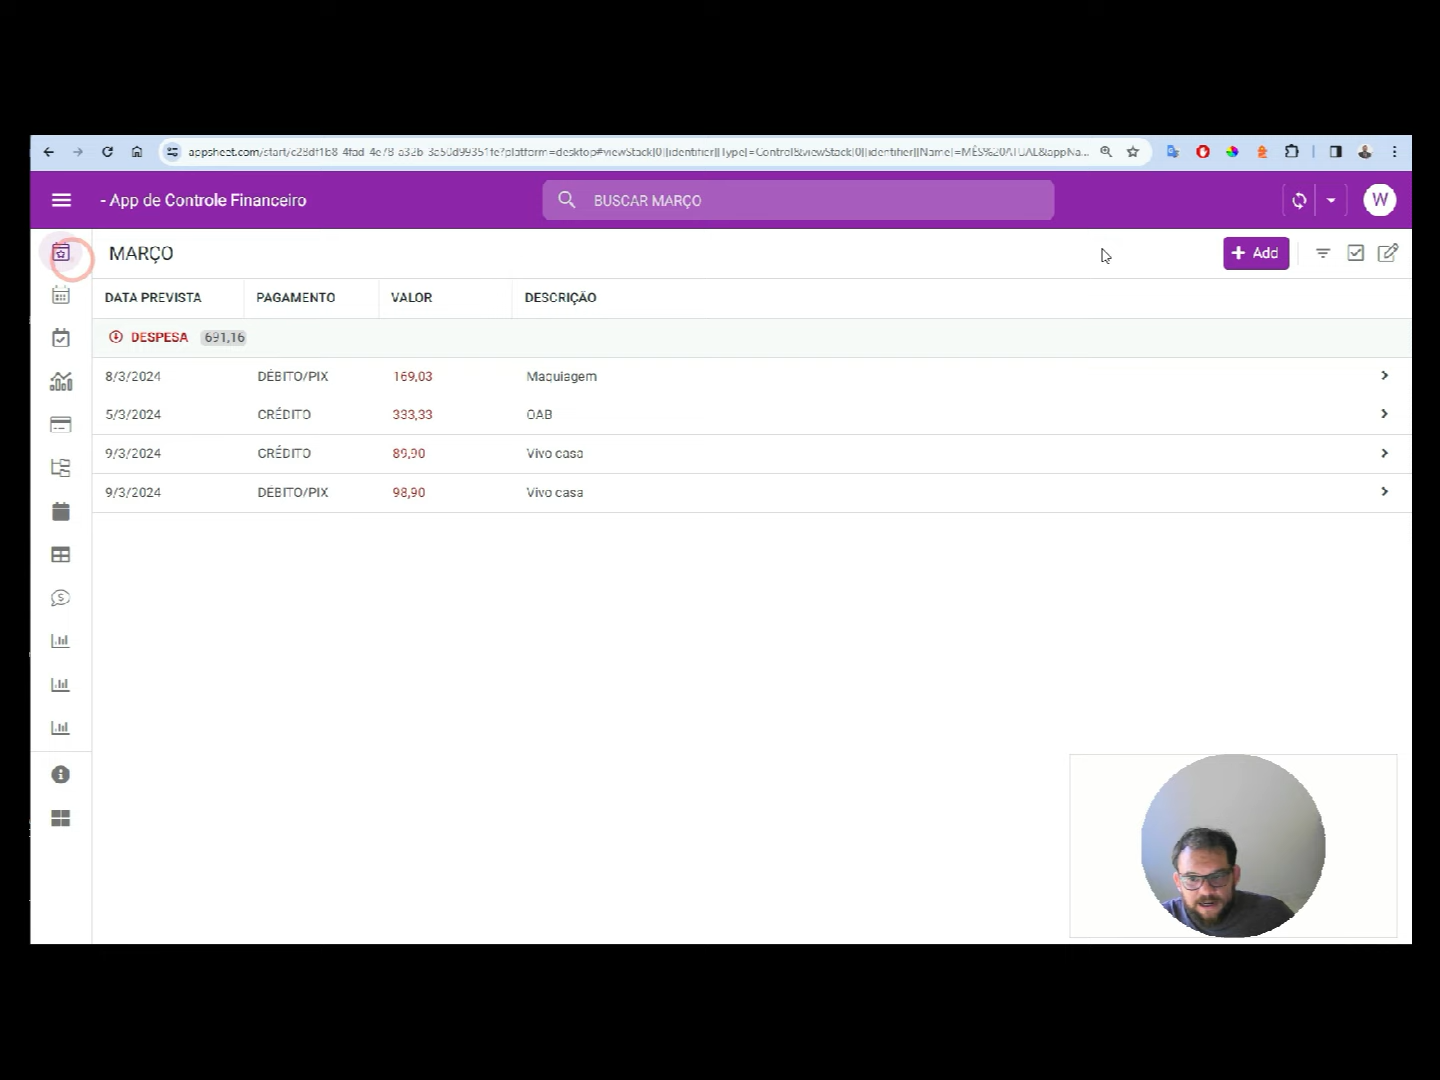 - App de Controle Financeiro
BUSCAR MARÇO
W
MARÇO
+ Add
DATA PREVISTA PAGAMENTO VALOR DESCRIÇÃO
DESPESA 691,16
8/3/2024 DÉBITO/PIX 169,03 Maquiagem
5/3/2024 CRÉDITO 333,33 OAB
9/3/2024 CRÉDITO 89,90 Vivo casa
9/3/2024 DÉBITO/PIX 98,90 Vivo casa